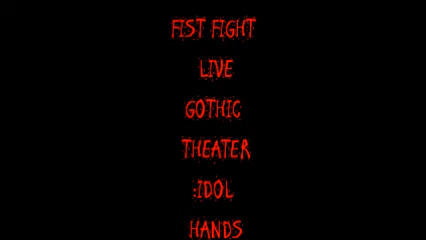 FIST FIGHT
LIVE
GOTHIC
THEATER
:IDOL
HANDS